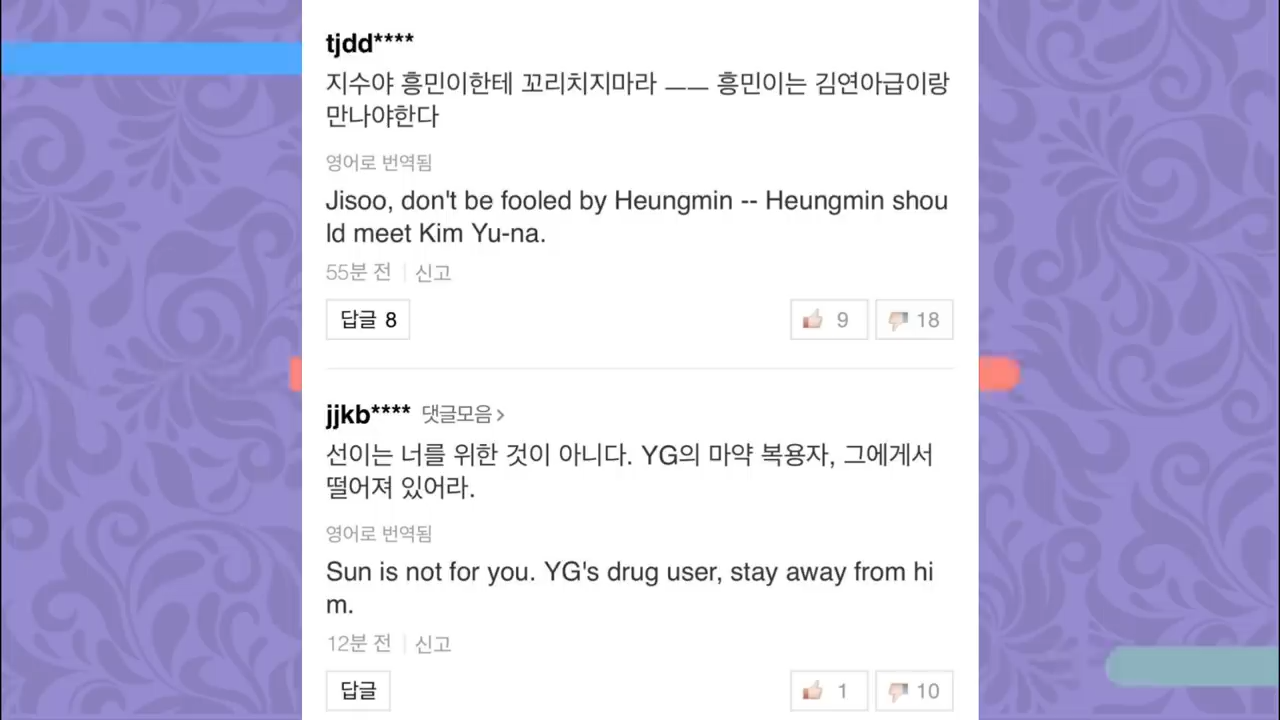 tjdd****
지수야 흥민이한테 꼬리치지마라 ㅡㅡ 흥민이는 김연아급이랑
만나야한다
영어로 번역됨
Jisoo, don't be fooled by Heungmin -- Heungmin shou
ld meet Kim Yu-na.
55분 전 신고
답글 8 9 18
jjkb**** 댓글모음 >
선이는 너를 위한 것이 아니다. YG의 마약 복용자, 그에게서
떨어져 있어라.
영어로 번역됨
Sun is not for you. YG's drug user, stay away from hi
m.
12분 전 신고
답글 1 10